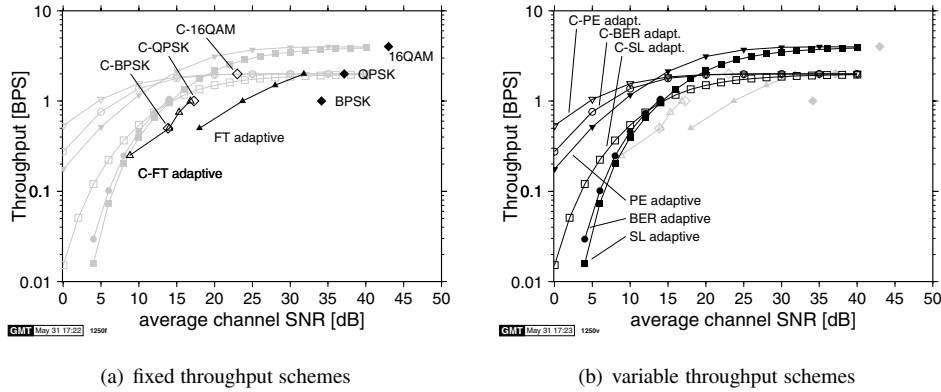 10
C-16QAM
C-QPSK
C-BPSK
16QAM
QPSK
BPSK
FT adaptive
C-FT adaptive
Throughput [BPS]
1
0.1
0.01
0 5 10 15 20 25 30 35 40 45 50
average channel SNR [dB]
GMT May 31 17:22 1250f
(a) fixed throughput schemes
10
C-PE adapt.
C-BER adapt.
C-SL adapt.
Throughput [BPS]
1
0.1
0.01
PE adaptive
BER adaptive
SL adaptive
0 5 10 15 20 25 30 35 40 45 50
average channel SNR [dB]
GMT May 31 17:23 1250v
(b) variable throughput schemes